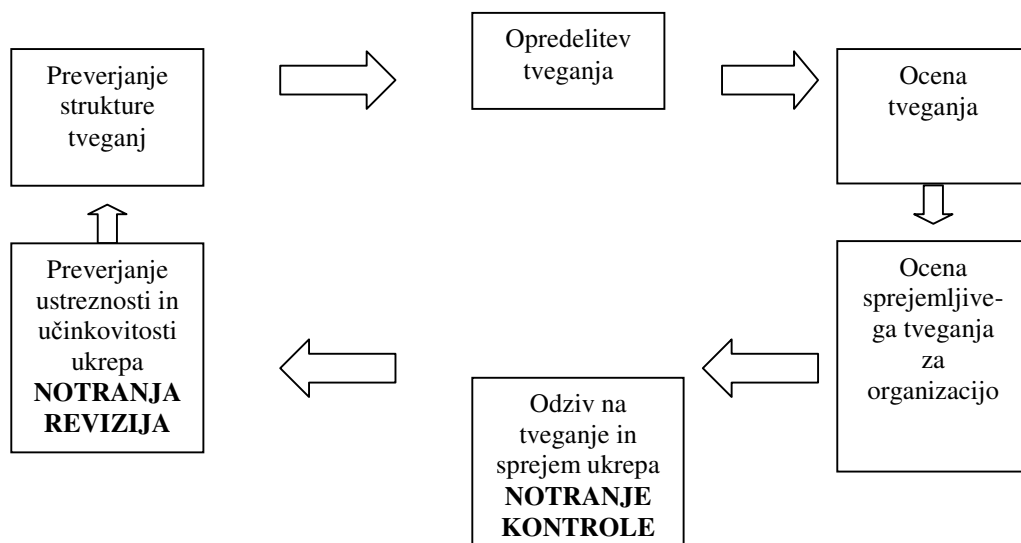 Preverjanje
strukture
tveganj
Opredelitev
tveganja
Ocena
tveganja
Ocena
sprejemljive-
ga tveganja
za
organizacijo
Odziv na
tveganje in
sprejem ukrepa
NOTRANJE
KONTROLE
Preverjanje
ustreznosti in
učinkovitosti
ukrepa
NOTRANJA
REVIZIJA